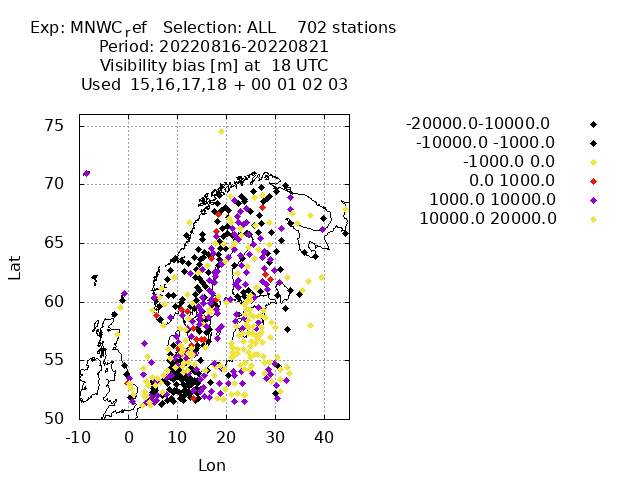 Exp: MNWCref   Selection: ALL    702 stations
Period: 20220816-20220821
Visibility bias [m] at  18 UTC
Used  15,16,17,18 + 00 01 02 03
-20000.0-10000.0
-10000.0 -1000.0
-1000.0 0.0
0.0 1000.0
1000.0 10000.0
10000.0 20000.0
75
70
65
60
55
50
Lat
-10 0 10 20 30 40
Lon